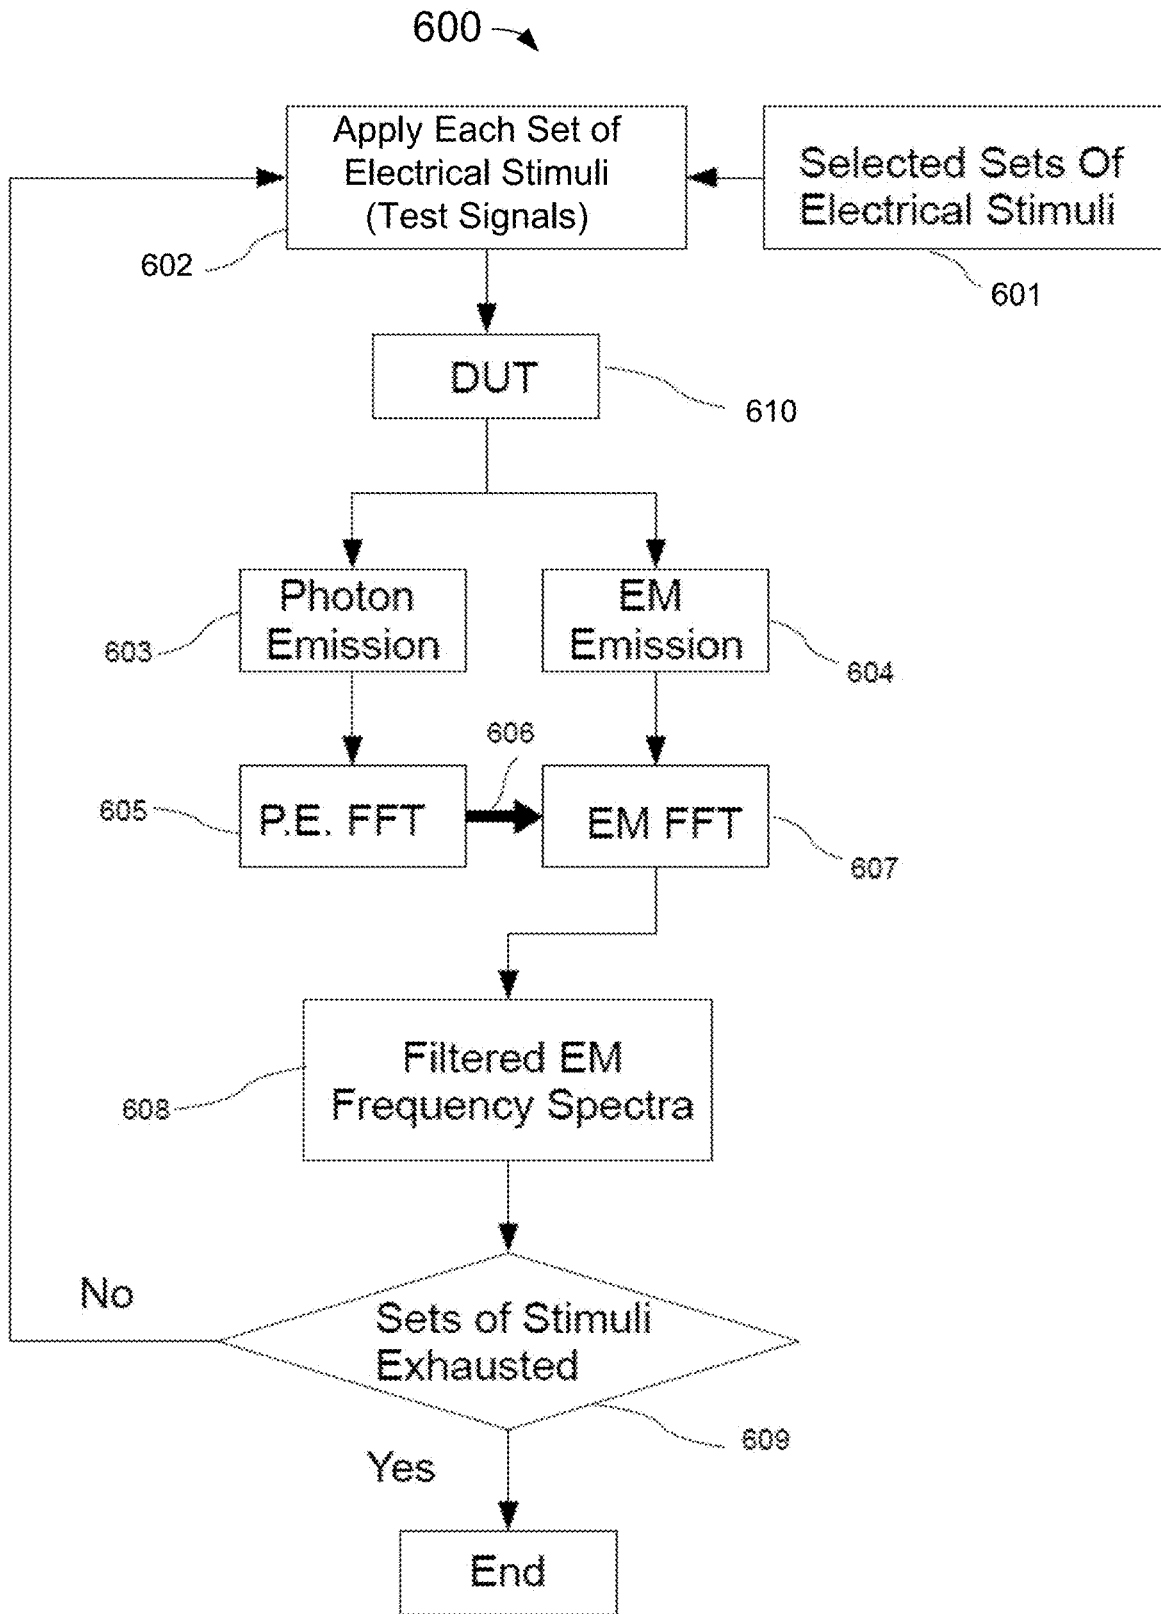 600
Apply Each Set of
Electrical Stimuli
(Test Signals)
602
Selected Sets Of
Electrical Stimuli
601
DUT
610
Photon
Emission
603
EM
Emission
604
P.E. FFT
605
606
EM FFT
607
Filtered EM
Frequency Spectra
608
Sets of Stimuli
Exhausted
609
No
Yes
End